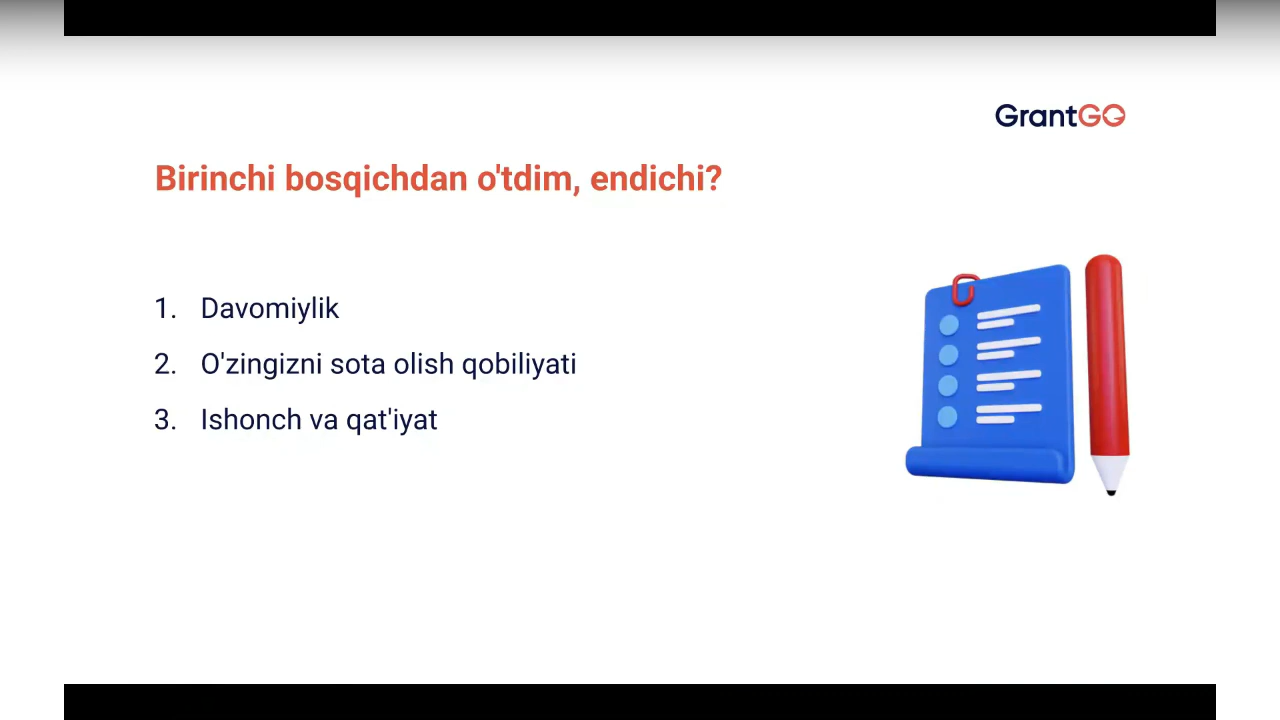 GrantGO
Birinchi bosqichdan o'tdim, endichi?
1. Davomiylik
2. O'zingizni sota olish qobiliyati
3. Ishonch va qat'iyat